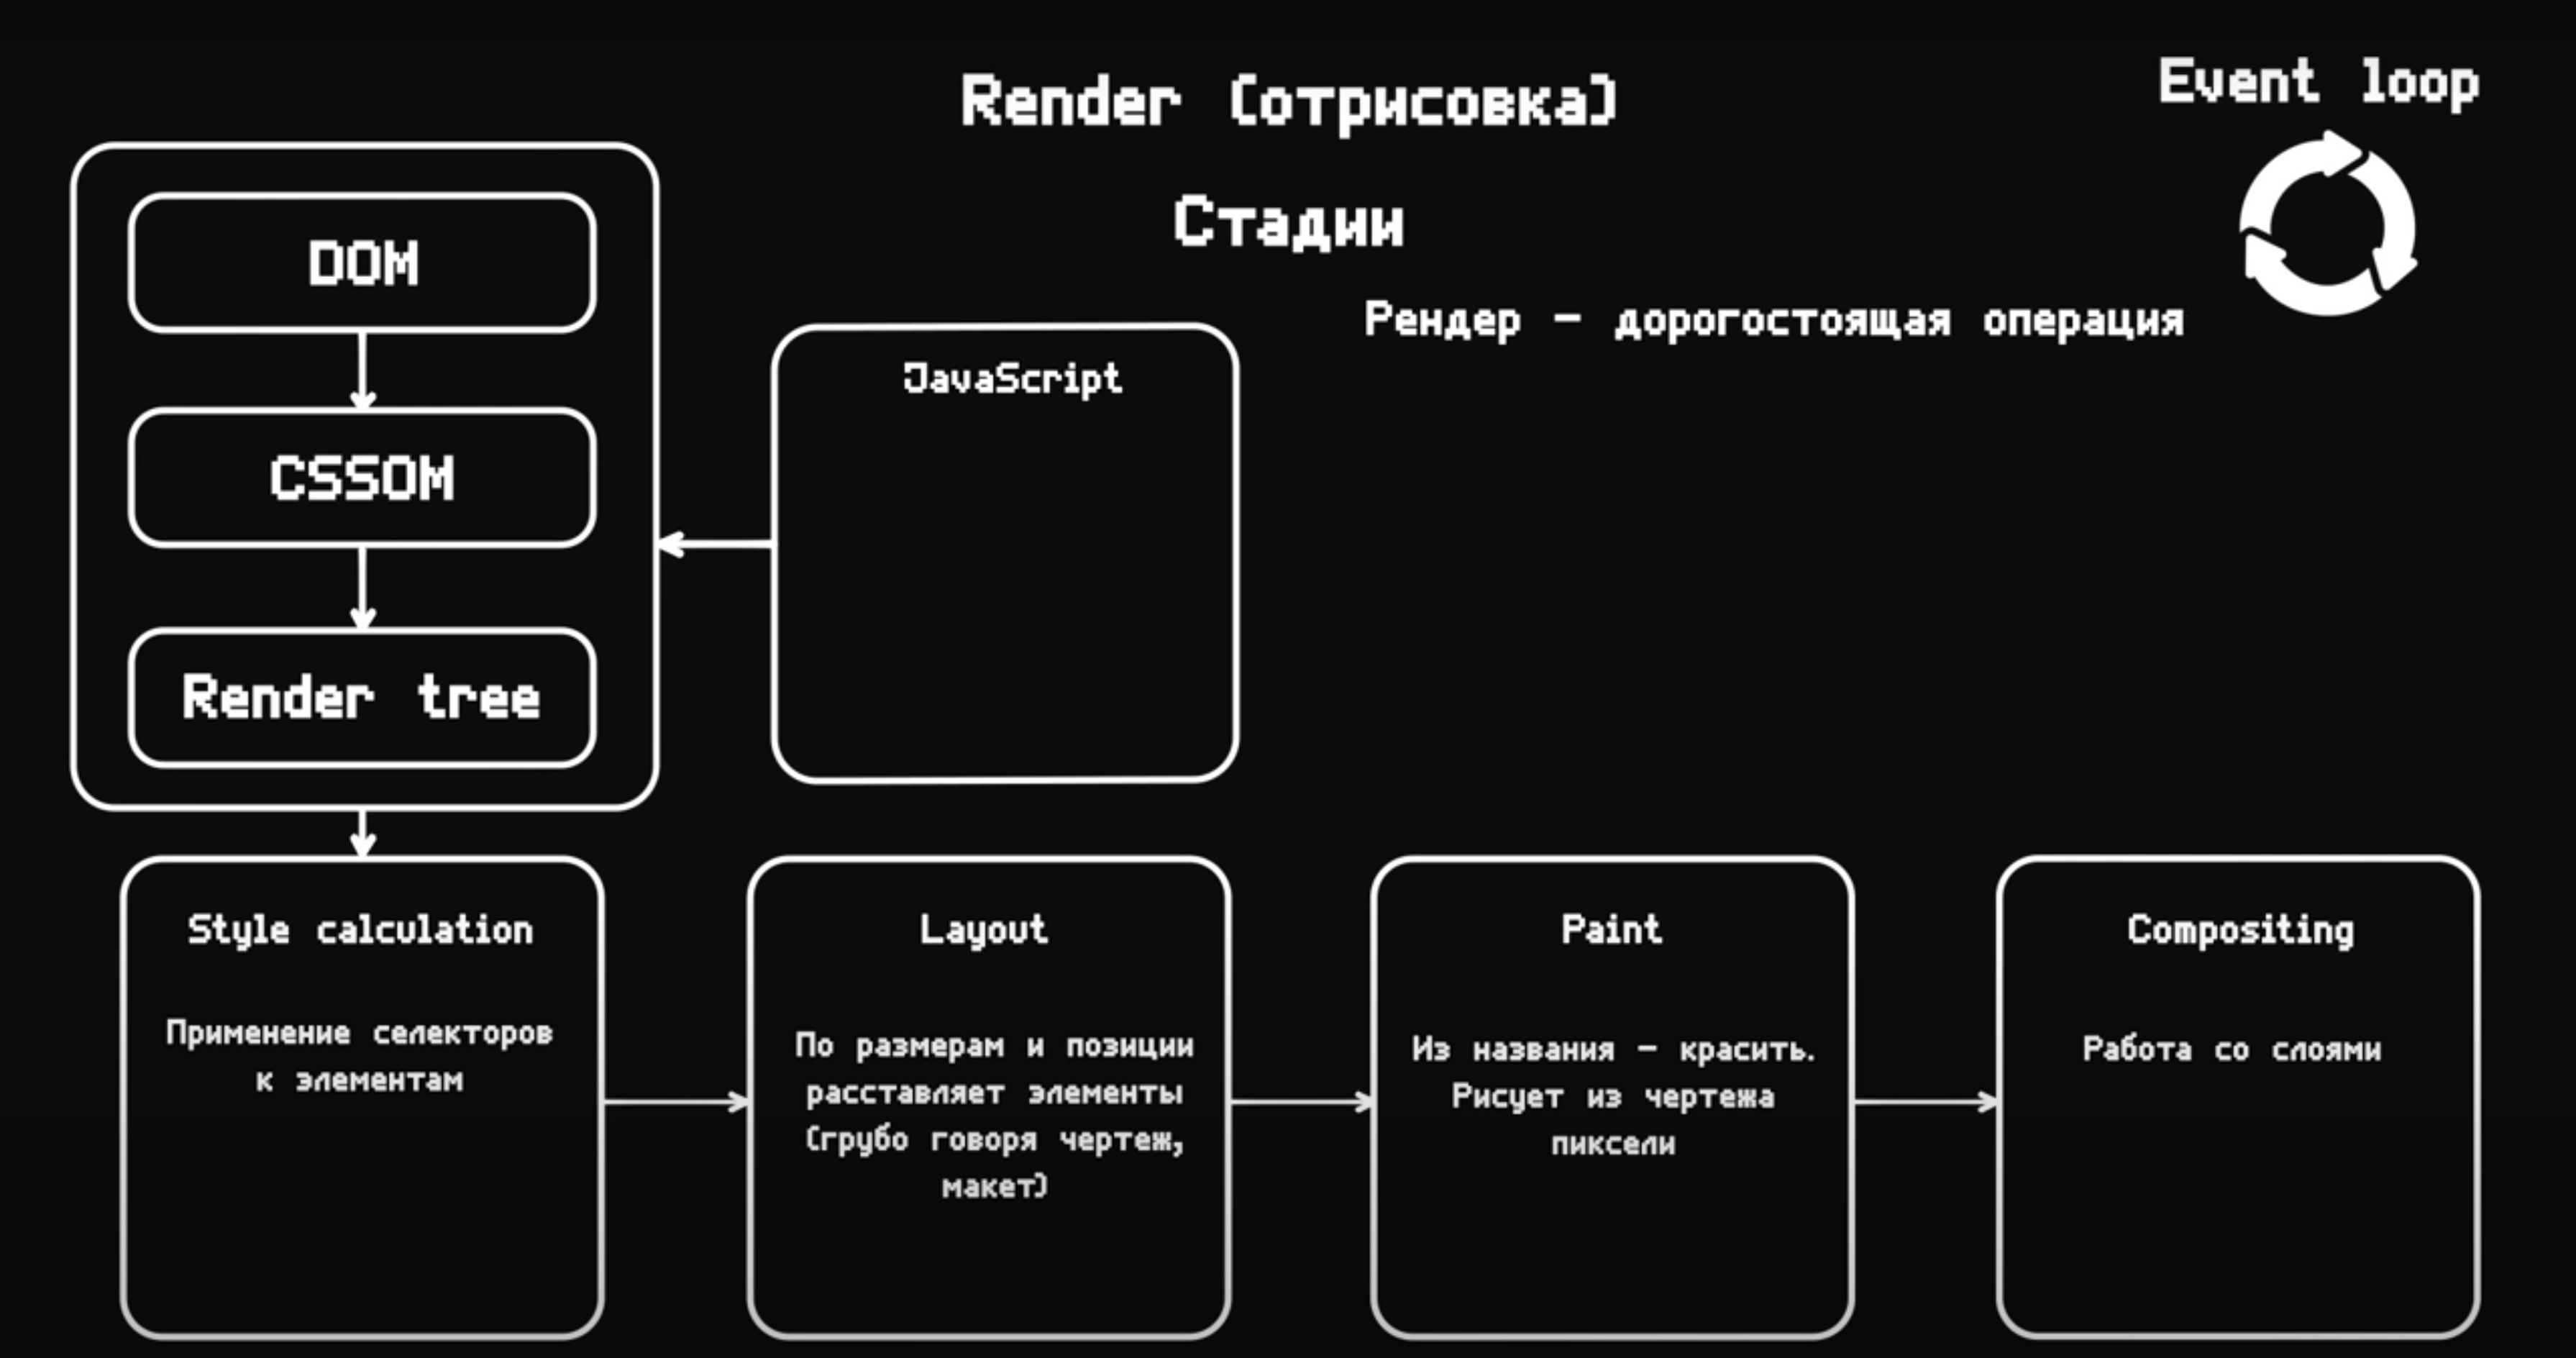 Render (отрисовка)
Event loop
Стадии
Рендер - дорогостоящая операция
DOM
CSSOM
Render tree
JavaScript
Style calculation
Применение селекторов
к элементам
Layout
По размерам и позиции
расставляет элементы
(грубо говоря чертеж,
макет)
Paint
Из названия - красить.
Рисует из чертежа
пиксели
Compositing
Работа со слоями